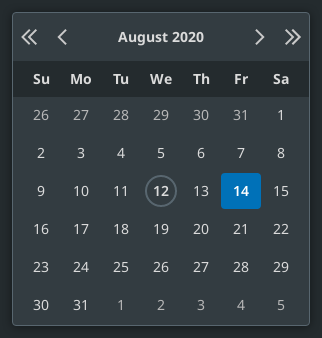 August 2020
Su Mo Tu We Th Fr Sa
26 27 28 29 30 31 1
2 3 4 5 6 7 8
9 10 11 12 13 14 15
16 17 18 19 20 21 22
23 24 25 26 27 28 29
30 31 1 2 3 4 5